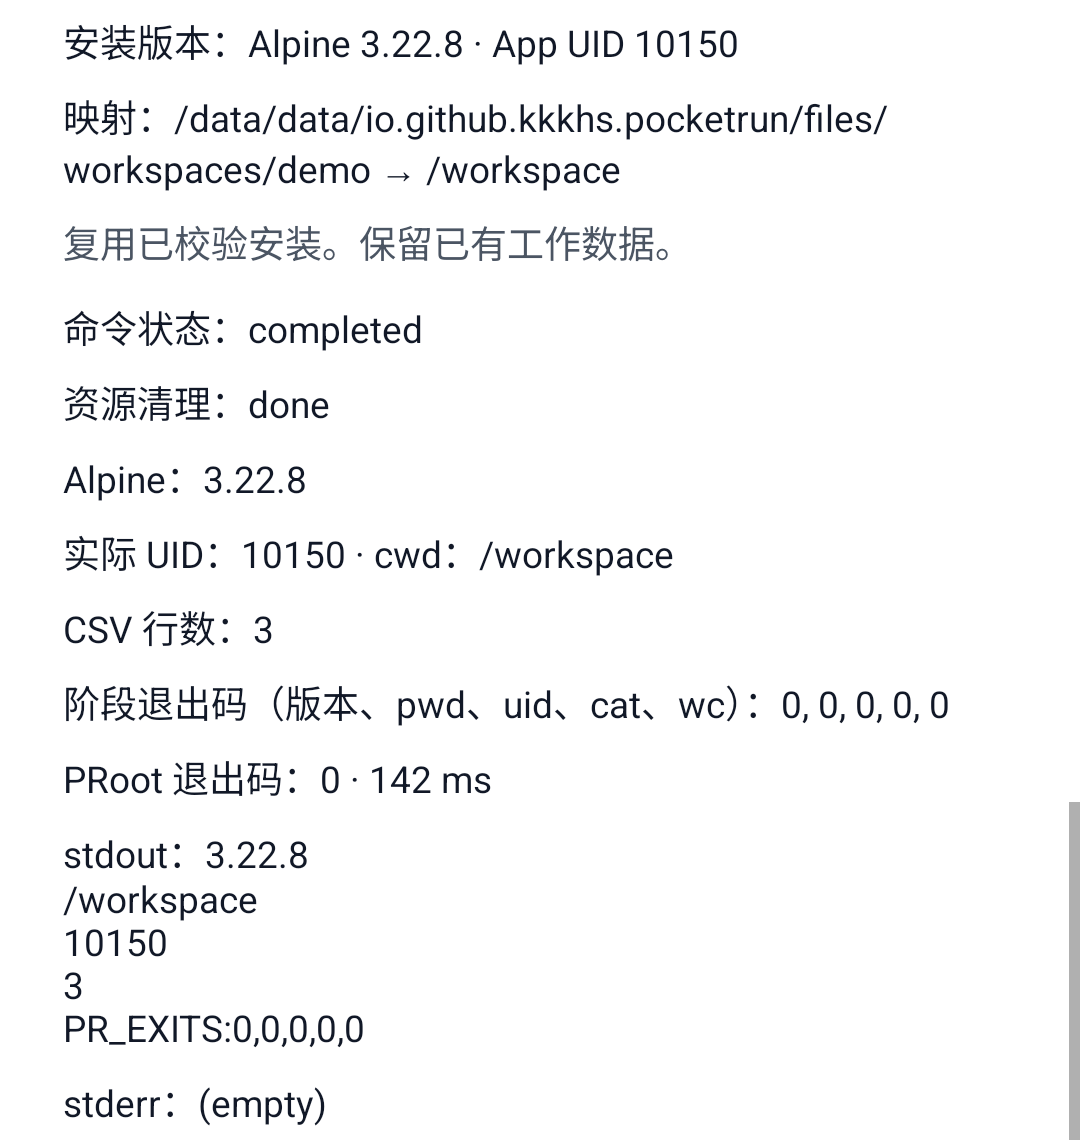 安装版本：Alpine 3.22.8 · App UID 10150
映射：/data/data/io.github.kkkhs.pocketrun/files/
workspaces/demo → /workspace
复用已校验安装。保留已有工作数据。
命令状态：completed
资源清理：done
Alpine：3.22.8
实际 UID：10150 · cwd：/workspace
CSV 行数：3
阶段退出码（版本、pwd、uid、cat、wc）：0, 0, 0, 0, 0
PRoot 退出码：0 · 142 ms
stdout：3.22.8
/workspace
10150
3
PR_EXITS:0,0,0,0,0
stderr：(empty)